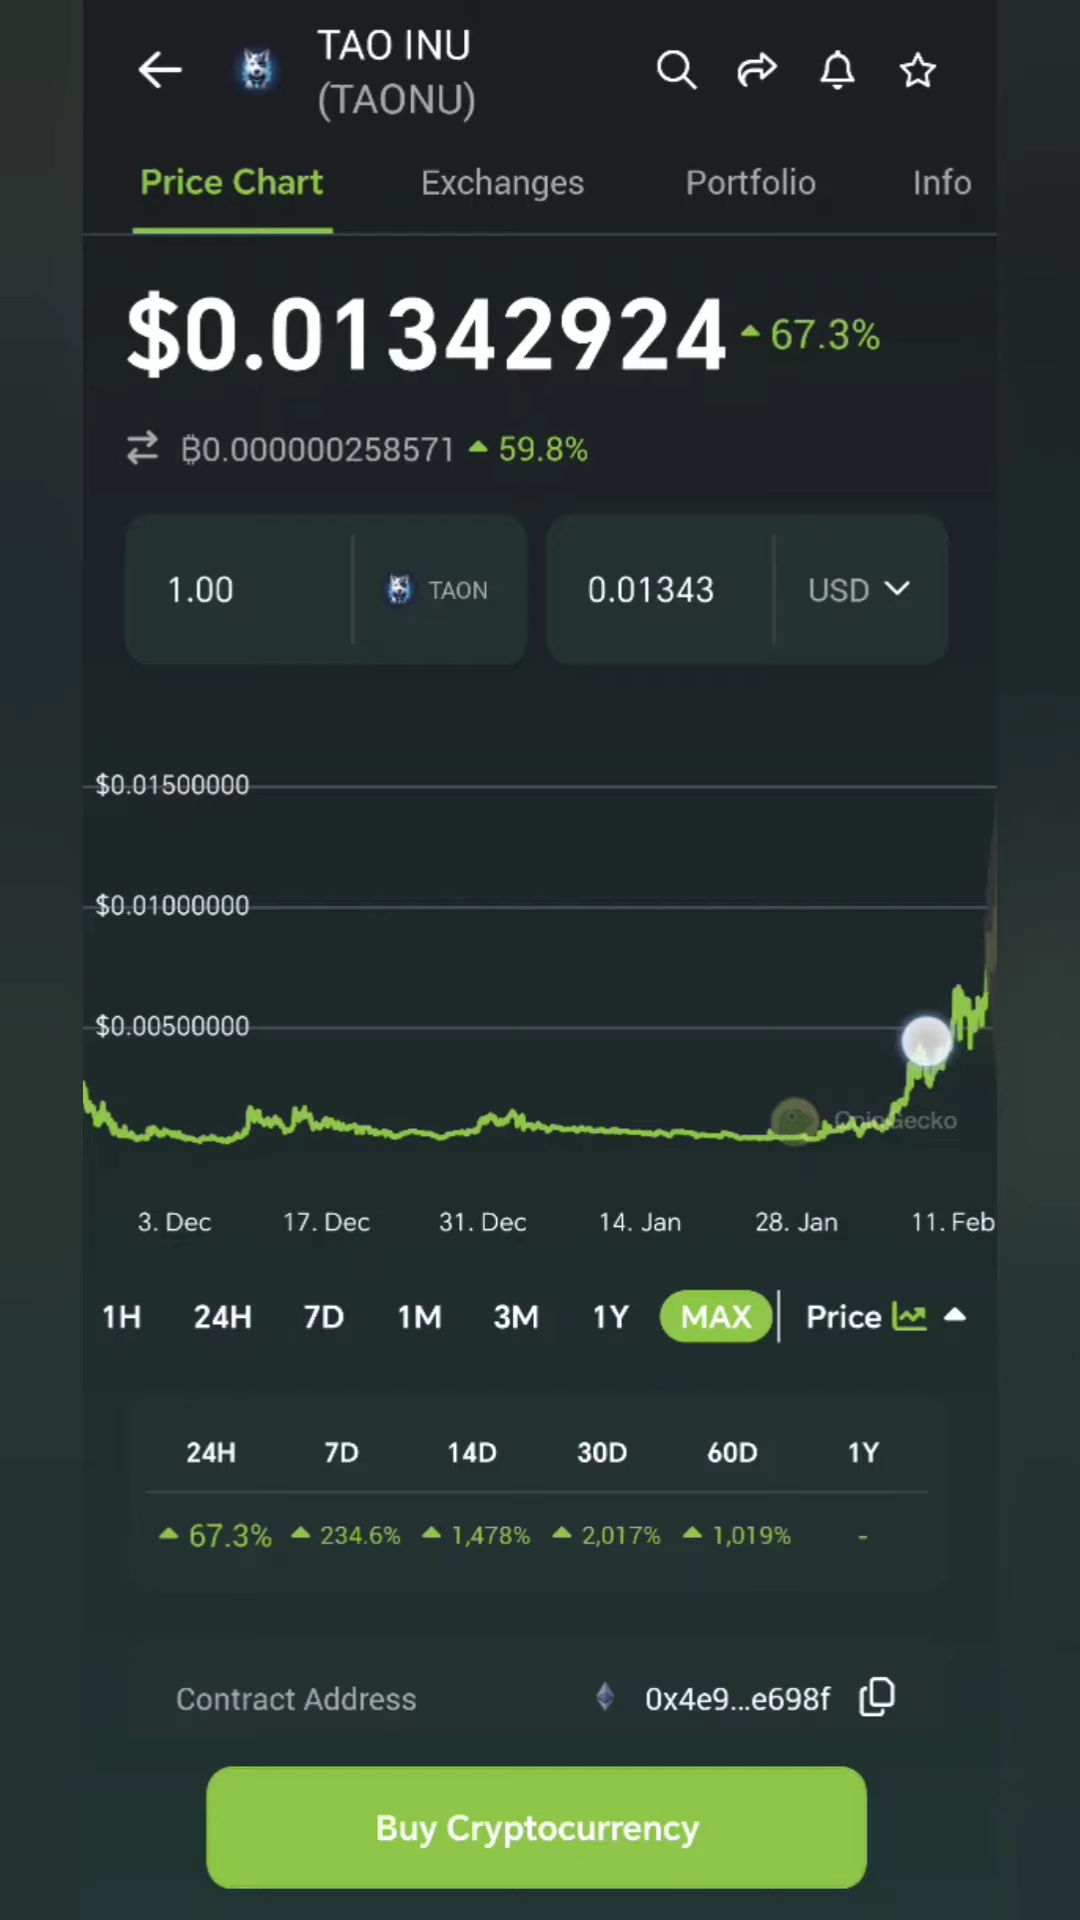 TAO INU
(TAONU)
Price Chart Exchanges Portfolio Info
$0.01342924 67.3%
₿0.000000258571 59.8%
1.00 TAON 0.01343 USD
$0.01500000
$0.01000000
$0.00500000
CoinGecko
3. Dec 17. Dec 31. Dec 14. Jan 28. Jan 11. Feb
1H 24H 7D 1M 3M 1Y MAX Price
24H 7D 14D 30D 60D 1Y
67.3% 234.6% 1,478% 2,017% 1,019% -
Contract Address 0x4e9...e698f
Buy Cryptocurrency